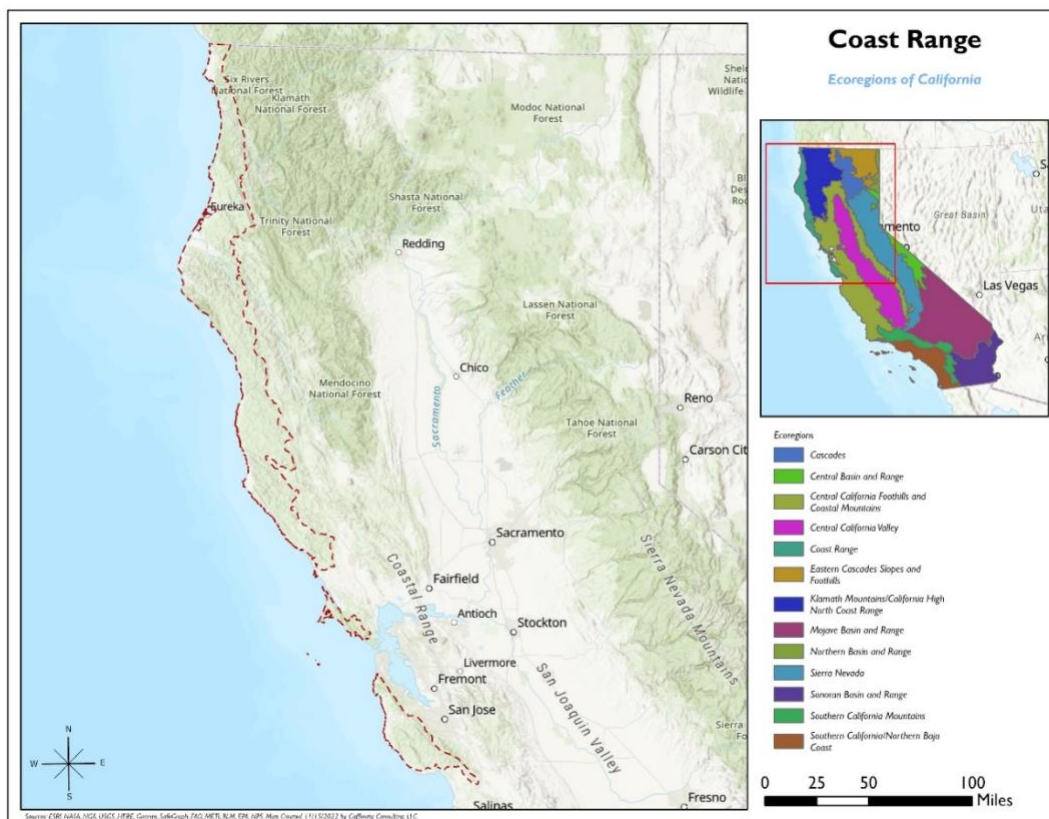 Coast Range
Ecoregions of California
Six Rivers
National Forest
Klamath
National Forest
Modoc National
Forest
Wildlife
Shasta National
Forest
Eureka
Trinity National
Forest
Redding
Lassen National
Forest
Chico
Feather
Sacramento
Mendocino
National Forest
Reno
Tahoe National
Forest
Carson Cit
Sacramento
Sierra Nevada Mountains
Coastal Range
Fairfield
Antioch
Stockton
Livermore
Fremont
San Jose
San Joaquin Valley
Sierra
Fo
Fresno
Salinas
N
W
E
S
Great Basin
Uta
mento
Las Vegas
Ecoregions
Cascades
Central Basin and Range
Central California Foothills and
Coastal Mountains
Central California Valley
Coast Range
Eastern Cascades Slopes and
Foothills
Klamath Mountains/California High
North Coast Range
Mojave Basin and Range
Northern Basin and Range
Sierra Nevada
Sonoran Basin and Range
Southern California Mountains
Southern California/Northern Baja
Coast
0 25 50 100
Miles